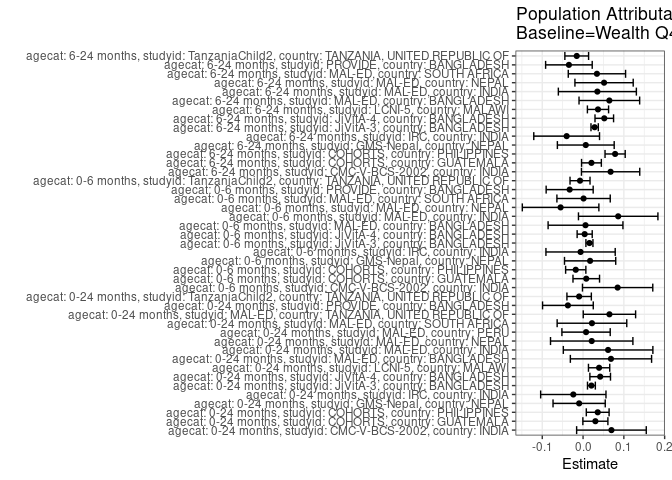 Population Attributa
Baseline=Wealth Q4
agecat: 6-24 months, studyid: TanzaniaChild2, country: TANZANIA, UNITED REPUBLIC OF
agecat: 6-24 months, studyid: PROVIDE, country: BANGLADESH
agecat: 6-24 months, studyid: MAL-ED, country: SOUTH AFRICA
agecat: 6-24 months, studyid: MAL-ED, country: NEPAL
agecat: 6-24 months, studyid: MAL-ED, country: INDIA
agecat: 6-24 months, studyid: MAL-ED, country: BANGLADESH
agecat: 6-24 months, studyid: LCNI-5, country: MALAWI
agecat: 6-24 months, studyid: JiVitA-4, country: BANGLADESH
agecat: 6-24 months, studyid: JiVitA-3, country: BANGLADESH
agecat: 6-24 months, studyid: IRC, country: INDIA
agecat: 6-24 months, studyid: GMS-Nepal, country: NEPAL
agecat: 6-24 months, studyid: COHORTS, country: PHILIPPINES
agecat: 6-24 months, studyid: COHORTS, country: GUATEMALA
agecat: 6-24 months, studyid: CMC-V-BCS-2002, country: INDIA
agecat: 0-6 months, studyid: TanzaniaChild2, country: TANZANIA, UNITED REPUBLIC OF
agecat: 0-6 months, studyid: PROVIDE, country: BANGLADESH
agecat: 0-6 months, studyid: MAL-ED, country: SOUTH AFRICA
agecat: 0-6 months, studyid: MAL-ED, country: NEPAL
agecat: 0-6 months, studyid: MAL-ED, country: INDIA
agecat: 0-6 months, studyid: MAL-ED, country: BANGLADESH
agecat: 0-6 months, studyid: JiVitA-4, country: BANGLADESH
agecat: 0-6 months, studyid: JiVitA-3, country: BANGLADESH
agecat: 0-6 months, studyid: IRC, country: INDIA
agecat: 0-6 months, studyid: GMS-Nepal, country: NEPAL
agecat: 0-6 months, studyid: COHORTS, country: PHILIPPINES
agecat: 0-6 months, studyid: COHORTS, country: GUATEMALA
agecat: 0-6 months, studyid: CMC-V-BCS-2002, country: INDIA
agecat: 0-24 months, studyid: TanzaniaChild2, country: TANZANIA, UNITED REPUBLIC OF
agecat: 0-24 months, studyid: PROVIDE, country: BANGLADESH
agecat: 0-24 months, studyid: MAL-ED, country: TANZANIA, UNITED REPUBLIC OF
agecat: 0-24 months, studyid: MAL-ED, country: SOUTH AFRICA
agecat: 0-24 months, studyid: MAL-ED, country: PERU
agecat: 0-24 months, studyid: MAL-ED, country: NEPAL
agecat: 0-24 months, studyid: MAL-ED, country: INDIA
agecat: 0-24 months, studyid: MAL-ED, country: BANGLADESH
agecat: 0-24 months, studyid: LCNI-5, country: MALAWI
agecat: 0-24 months, studyid: JiVitA-4, country: BANGLADESH
agecat: 0-24 months, studyid: JiVitA-3, country: BANGLADESH
agecat: 0-24 months, studyid: IRC, country: INDIA
agecat: 0-24 months, studyid: GMS-Nepal, country: NEPAL
agecat: 0-24 months, studyid: COHORTS, country: PHILIPPINES
agecat: 0-24 months, studyid: COHORTS, country: GUATEMALA
agecat: 0-24 months, studyid: CMC-V-BCS-2002, country: INDIA
-0.1 0.0 0.1 0.2
Estimate